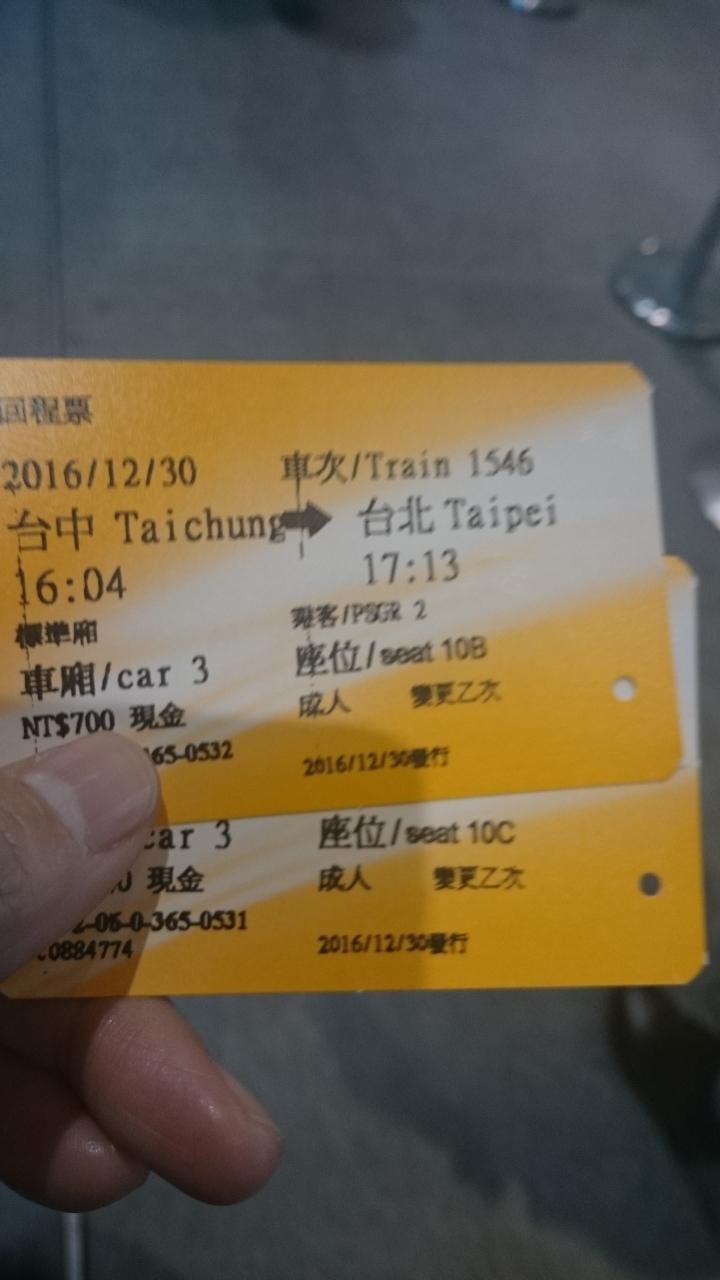 回程票
2016/12/30 車次/Train 1546
台中 Taichung → 台北 Taipei
16:04 17:13
標準廂 乘客/PSGR 2
車廂/car 3 座位/seat 10B
NT$700 現金 成人 變更乙次
365-0532 2016/12/30發行
car 3 座位/seat 10C
0 現金 成人 變更乙次
2-06-0-365-0531
0884774 2016/12/30發行